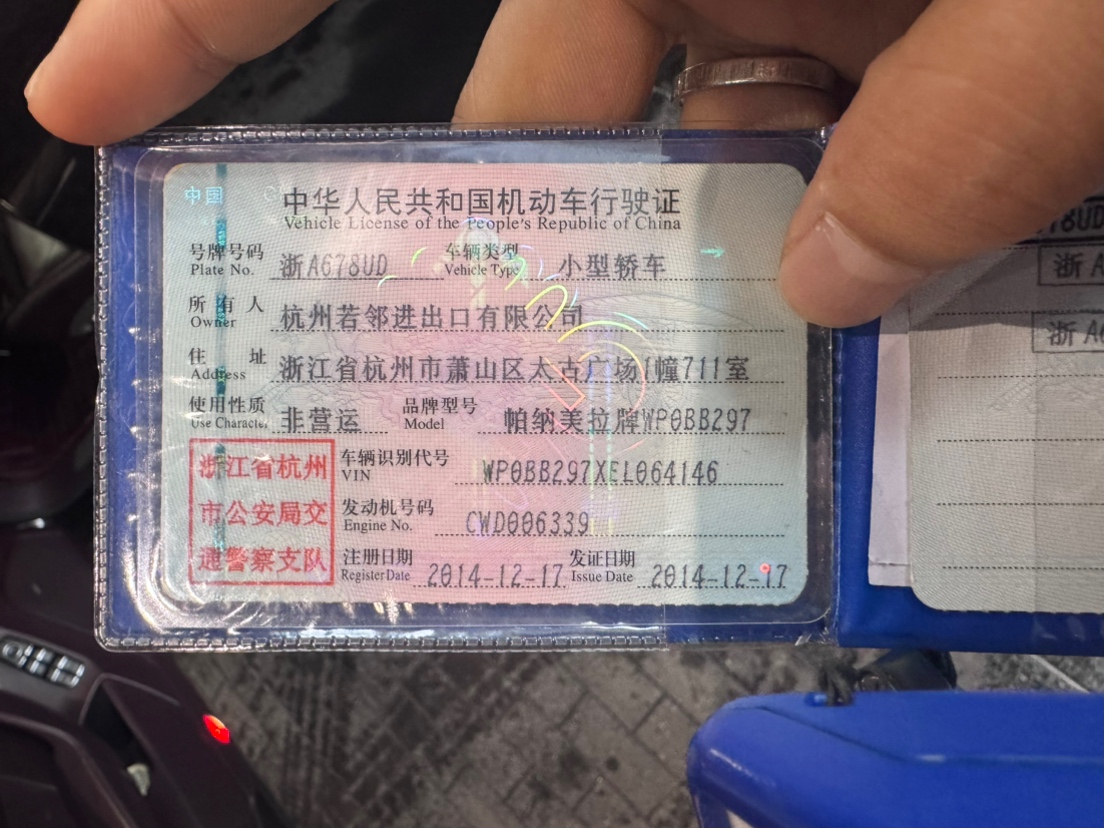 中国
中华人民共和国机动车行驶证
Vehicle License of the People's Republic of China
号牌号码 浙A678UD 车辆类型 小型轿车
Plate No. Vehicle Type
所有人 杭州若邻进出口有限公司
Owner
住址 浙江省杭州市萧山区太古广场1幢711室
Address
使用性质 非营运 品牌型号 帕纳美拉牌WP0BB297
Use Character Model
浙江省杭州
市公安局交
通警察支队
车辆识别代号 WP0BB297XEL064146
VIN
发动机号码 CWD006339
Engine No.
注册日期 2014-12-17 发证日期 2014-12-17
Register Date Issue Date
78UD
浙A
浙A6